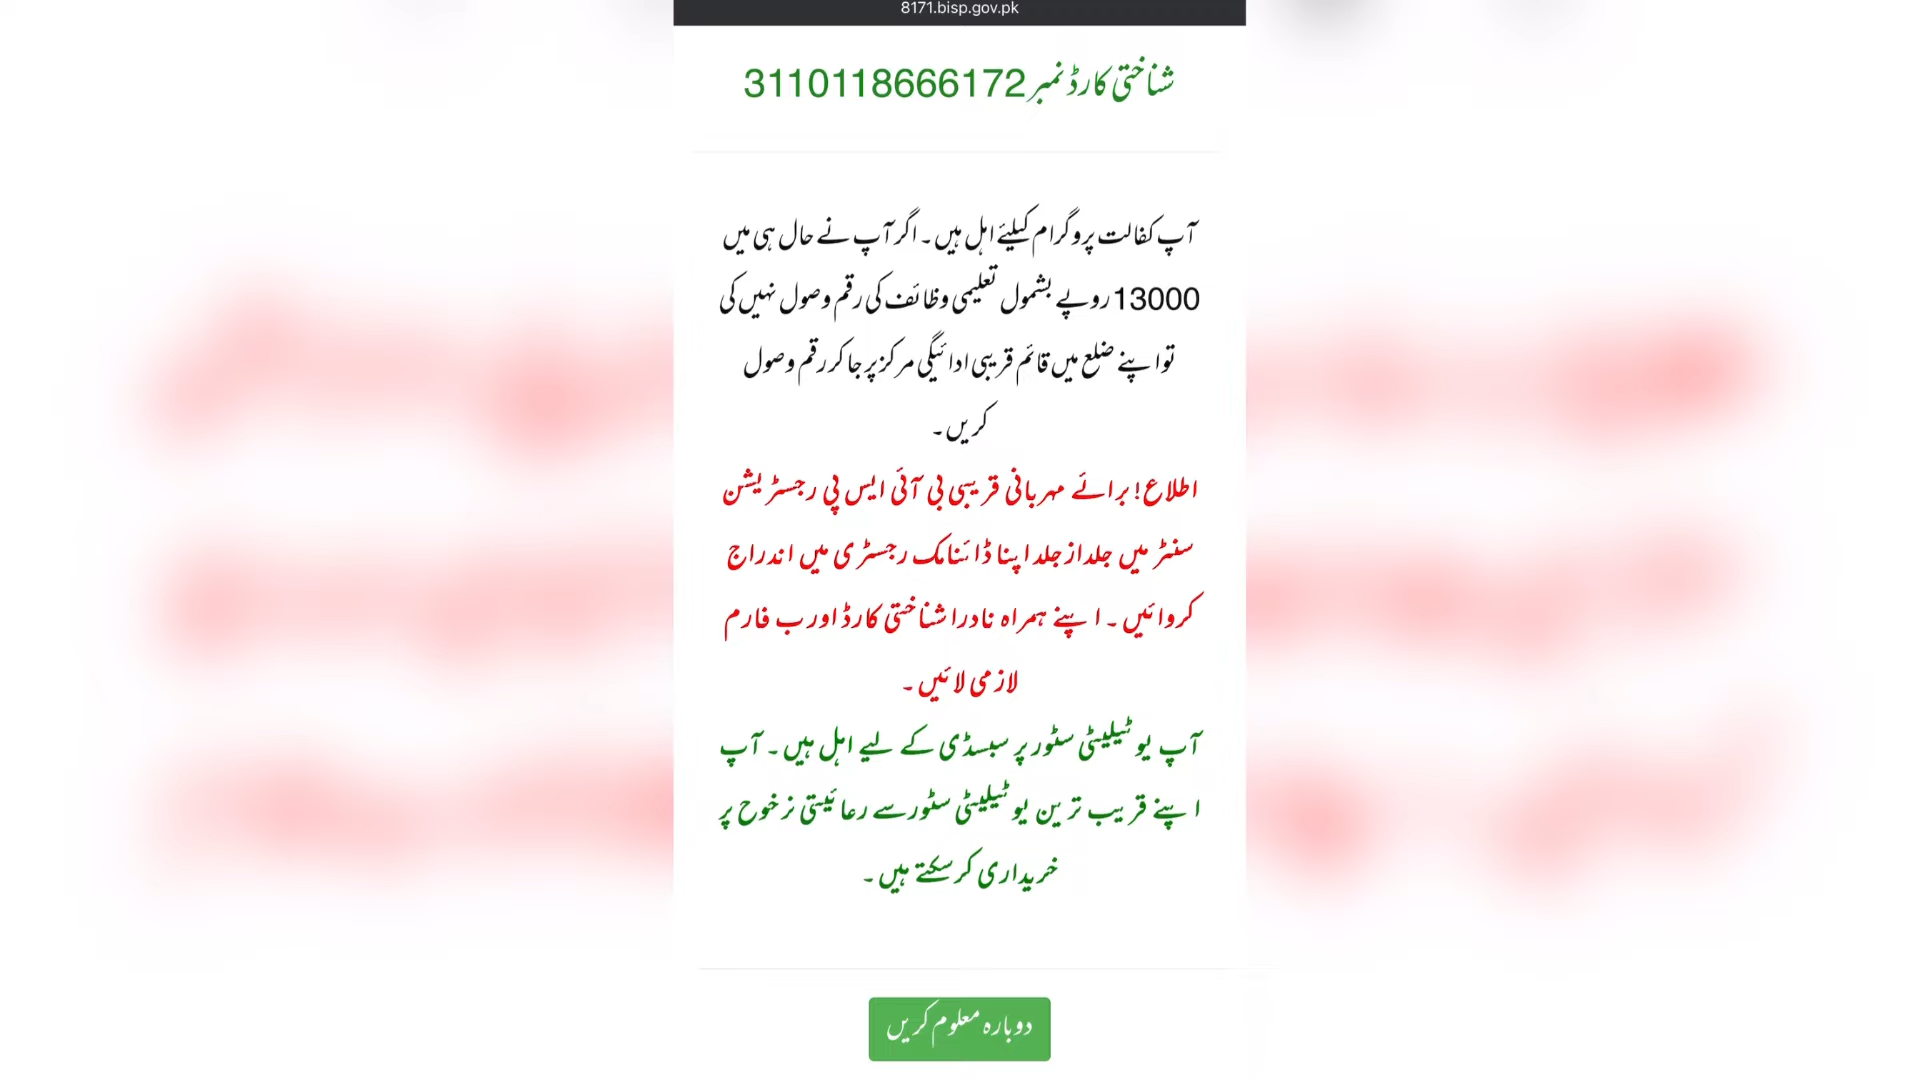 8171.bisp.gov.pk
شناختی کارڈ نمبر 3110118666172
آپ کفالت پروگرام کیلئے اہل ہیں۔ اگر آپ نے حال ہی میں
13000 روپے بشمول تعلیمی وظائف کی رقم وصول نہیں کی
تو اپنے ضلع میں قائم قریبی ادائیگی مرکز پر جا کر رقم وصول
کریں۔
اطلاع! برائے مہربانی قریبی بی آئی ایس پی رجسٹریشن
سنٹر میں جلد از جلد اپنا ڈائنامک رجسٹری میں اندراج
کروائیں۔ اپنے ہمراہ نادرا شناختی کارڈ اور ب فارم
لازمی لائیں۔
آپ یوٹیلیٹی سٹور پر سبسڈی کے لیے اہل ہیں۔ آپ
اپنے قریب ترین یوٹیلیٹی سٹور سے رعائیتی نرخوح پر
خریداری کر سکتے ہیں۔
دوبارہ معلوم کریں